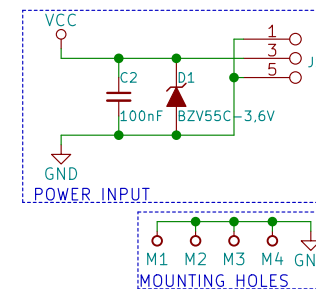 VCC
1
3
J
5
C2
D1
100nF
BZV55C-3,6V
GND
POWER INPUT
M1 M2 M3 M4 GN
MOUNTING HOLES